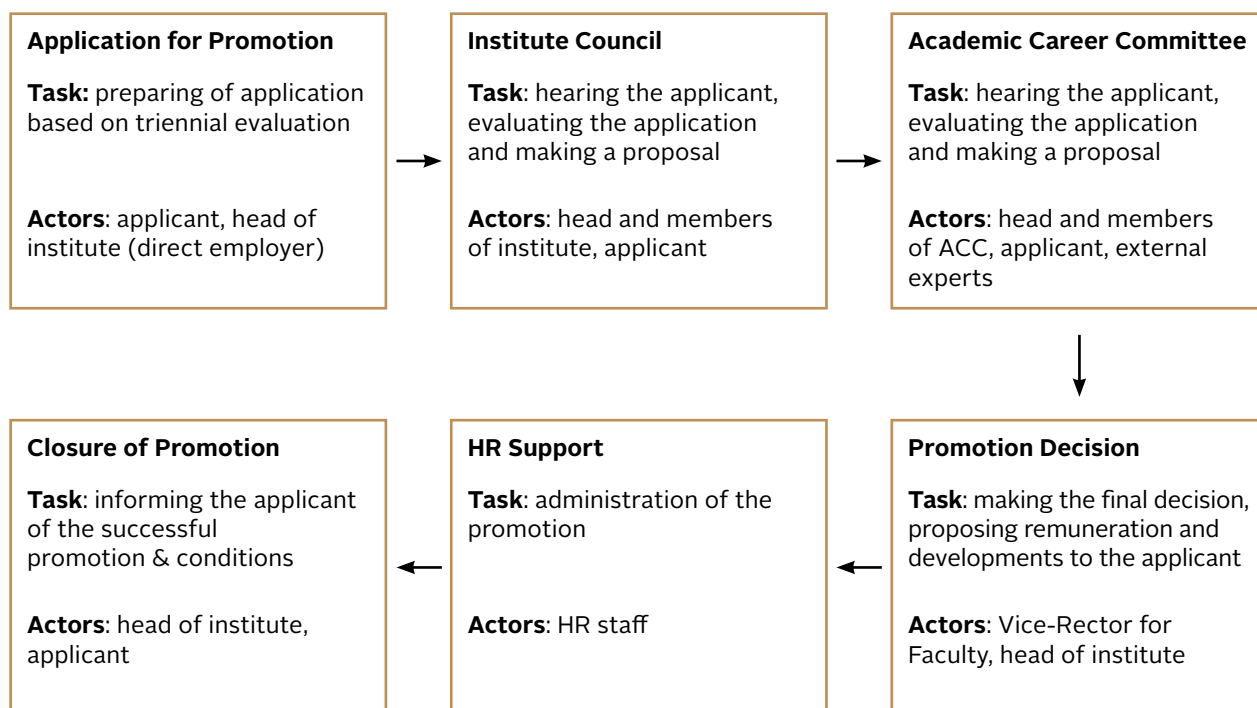 Application for Promotion
Task: preparing of application
based on triennial evaluation
Actors: applicant, head of
institute (direct employer)
Institute Council
Task: hearing the applicant,
evaluating the application
and making a proposal
Actors: head and members
of institute, applicant
Academic Career Committee
Task: hearing the applicant,
evaluating the application
and making a proposal
Actors: head and members
of ACC, applicant, external
experts
Promotion Decision
Task: making the final decision,
proposing remuneration and
developments to the applicant
Actors: Vice-Rector for
Faculty, head of institute
HR Support
Task: administration of the
promotion
Actors: HR staff
Closure of Promotion
Task: informing the applicant
of the successful
promotion & conditions
Actors: head of institute,
applicant